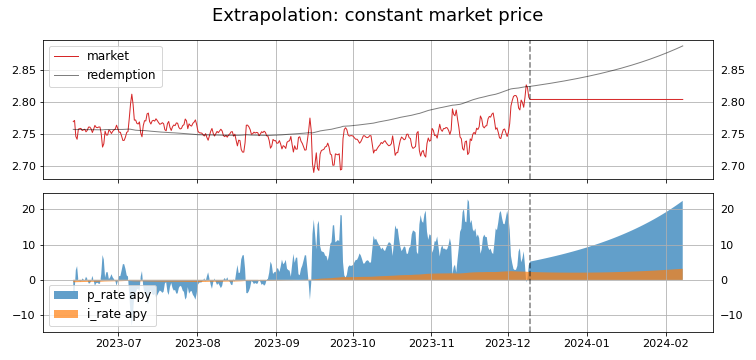 Extrapolation: constant market price
market
redemption
2.85 2.85
2.80 2.80
2.75 2.75
2.70 2.70
20 20
10 10
0 0
−10 −10
p_rate apy
i_rate apy
2023-07 2023-08 2023-09 2023-10 2023-11 2023-12 2024-01 2024-02